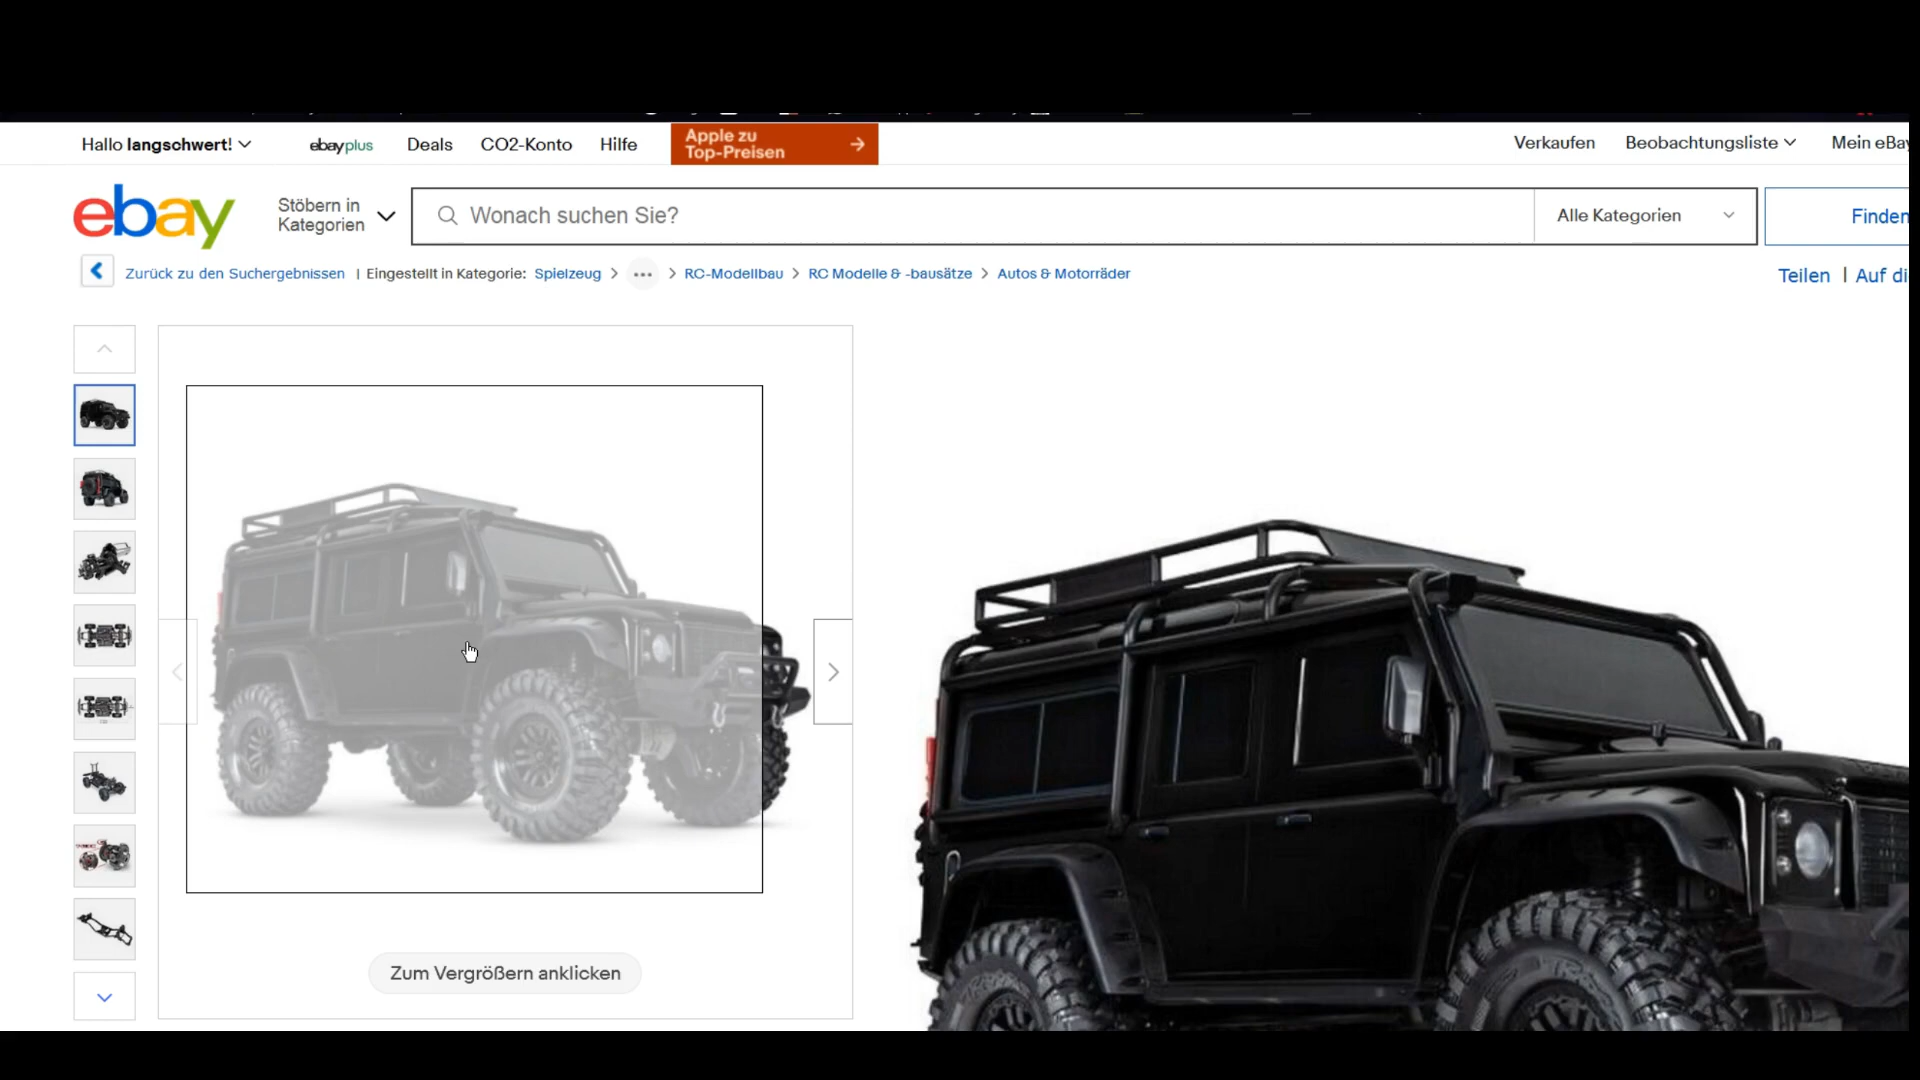 Hallo langschwert!
ebayplus
Deals
CO2-Konto
Hilfe
Apple zu
Top-Preisen
Verkaufen
Beobachtungsliste
Mein eBay
ebay
Stöbern in
Kategorien
Wonach suchen Sie?
Alle Kategorien
Finden
Zurück zu den Suchergebnissen | Eingestellt in Kategorie: Spielzeug > ... > RC-Modellbau > RC Modelle & -bausätze > Autos & Motorräder
Teilen | Auf di
Zum Vergrößern anklicken